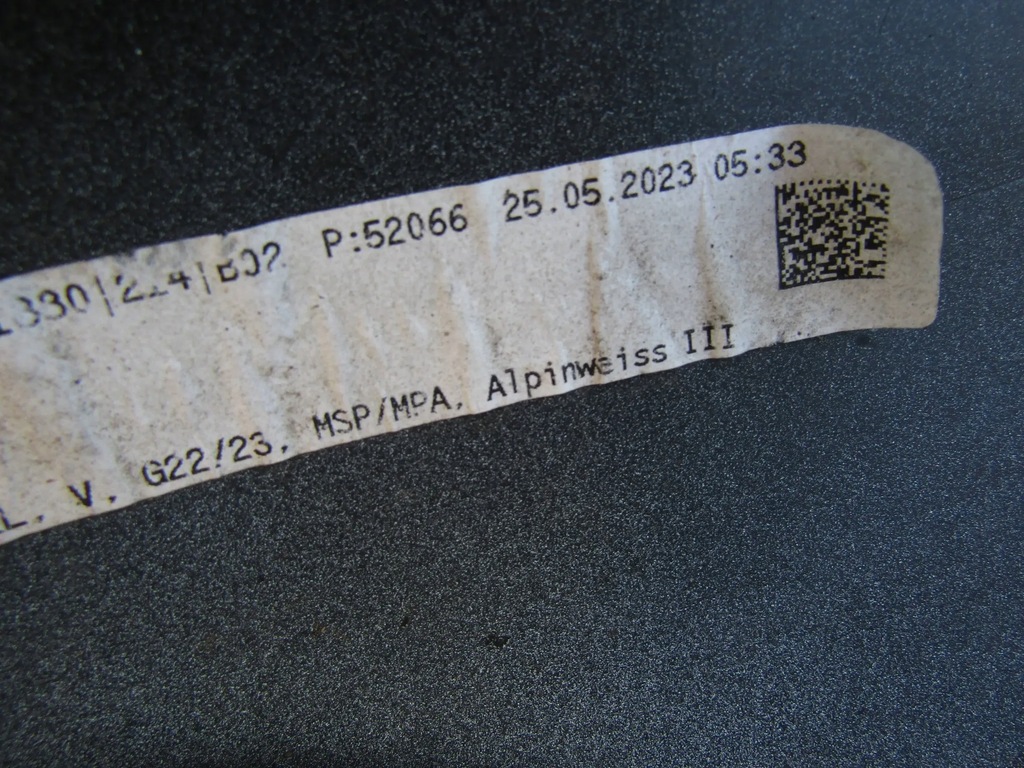 P:52066 25.05.2023 05:33
V, G22/23, MSP/MPA, Alpinweiss III